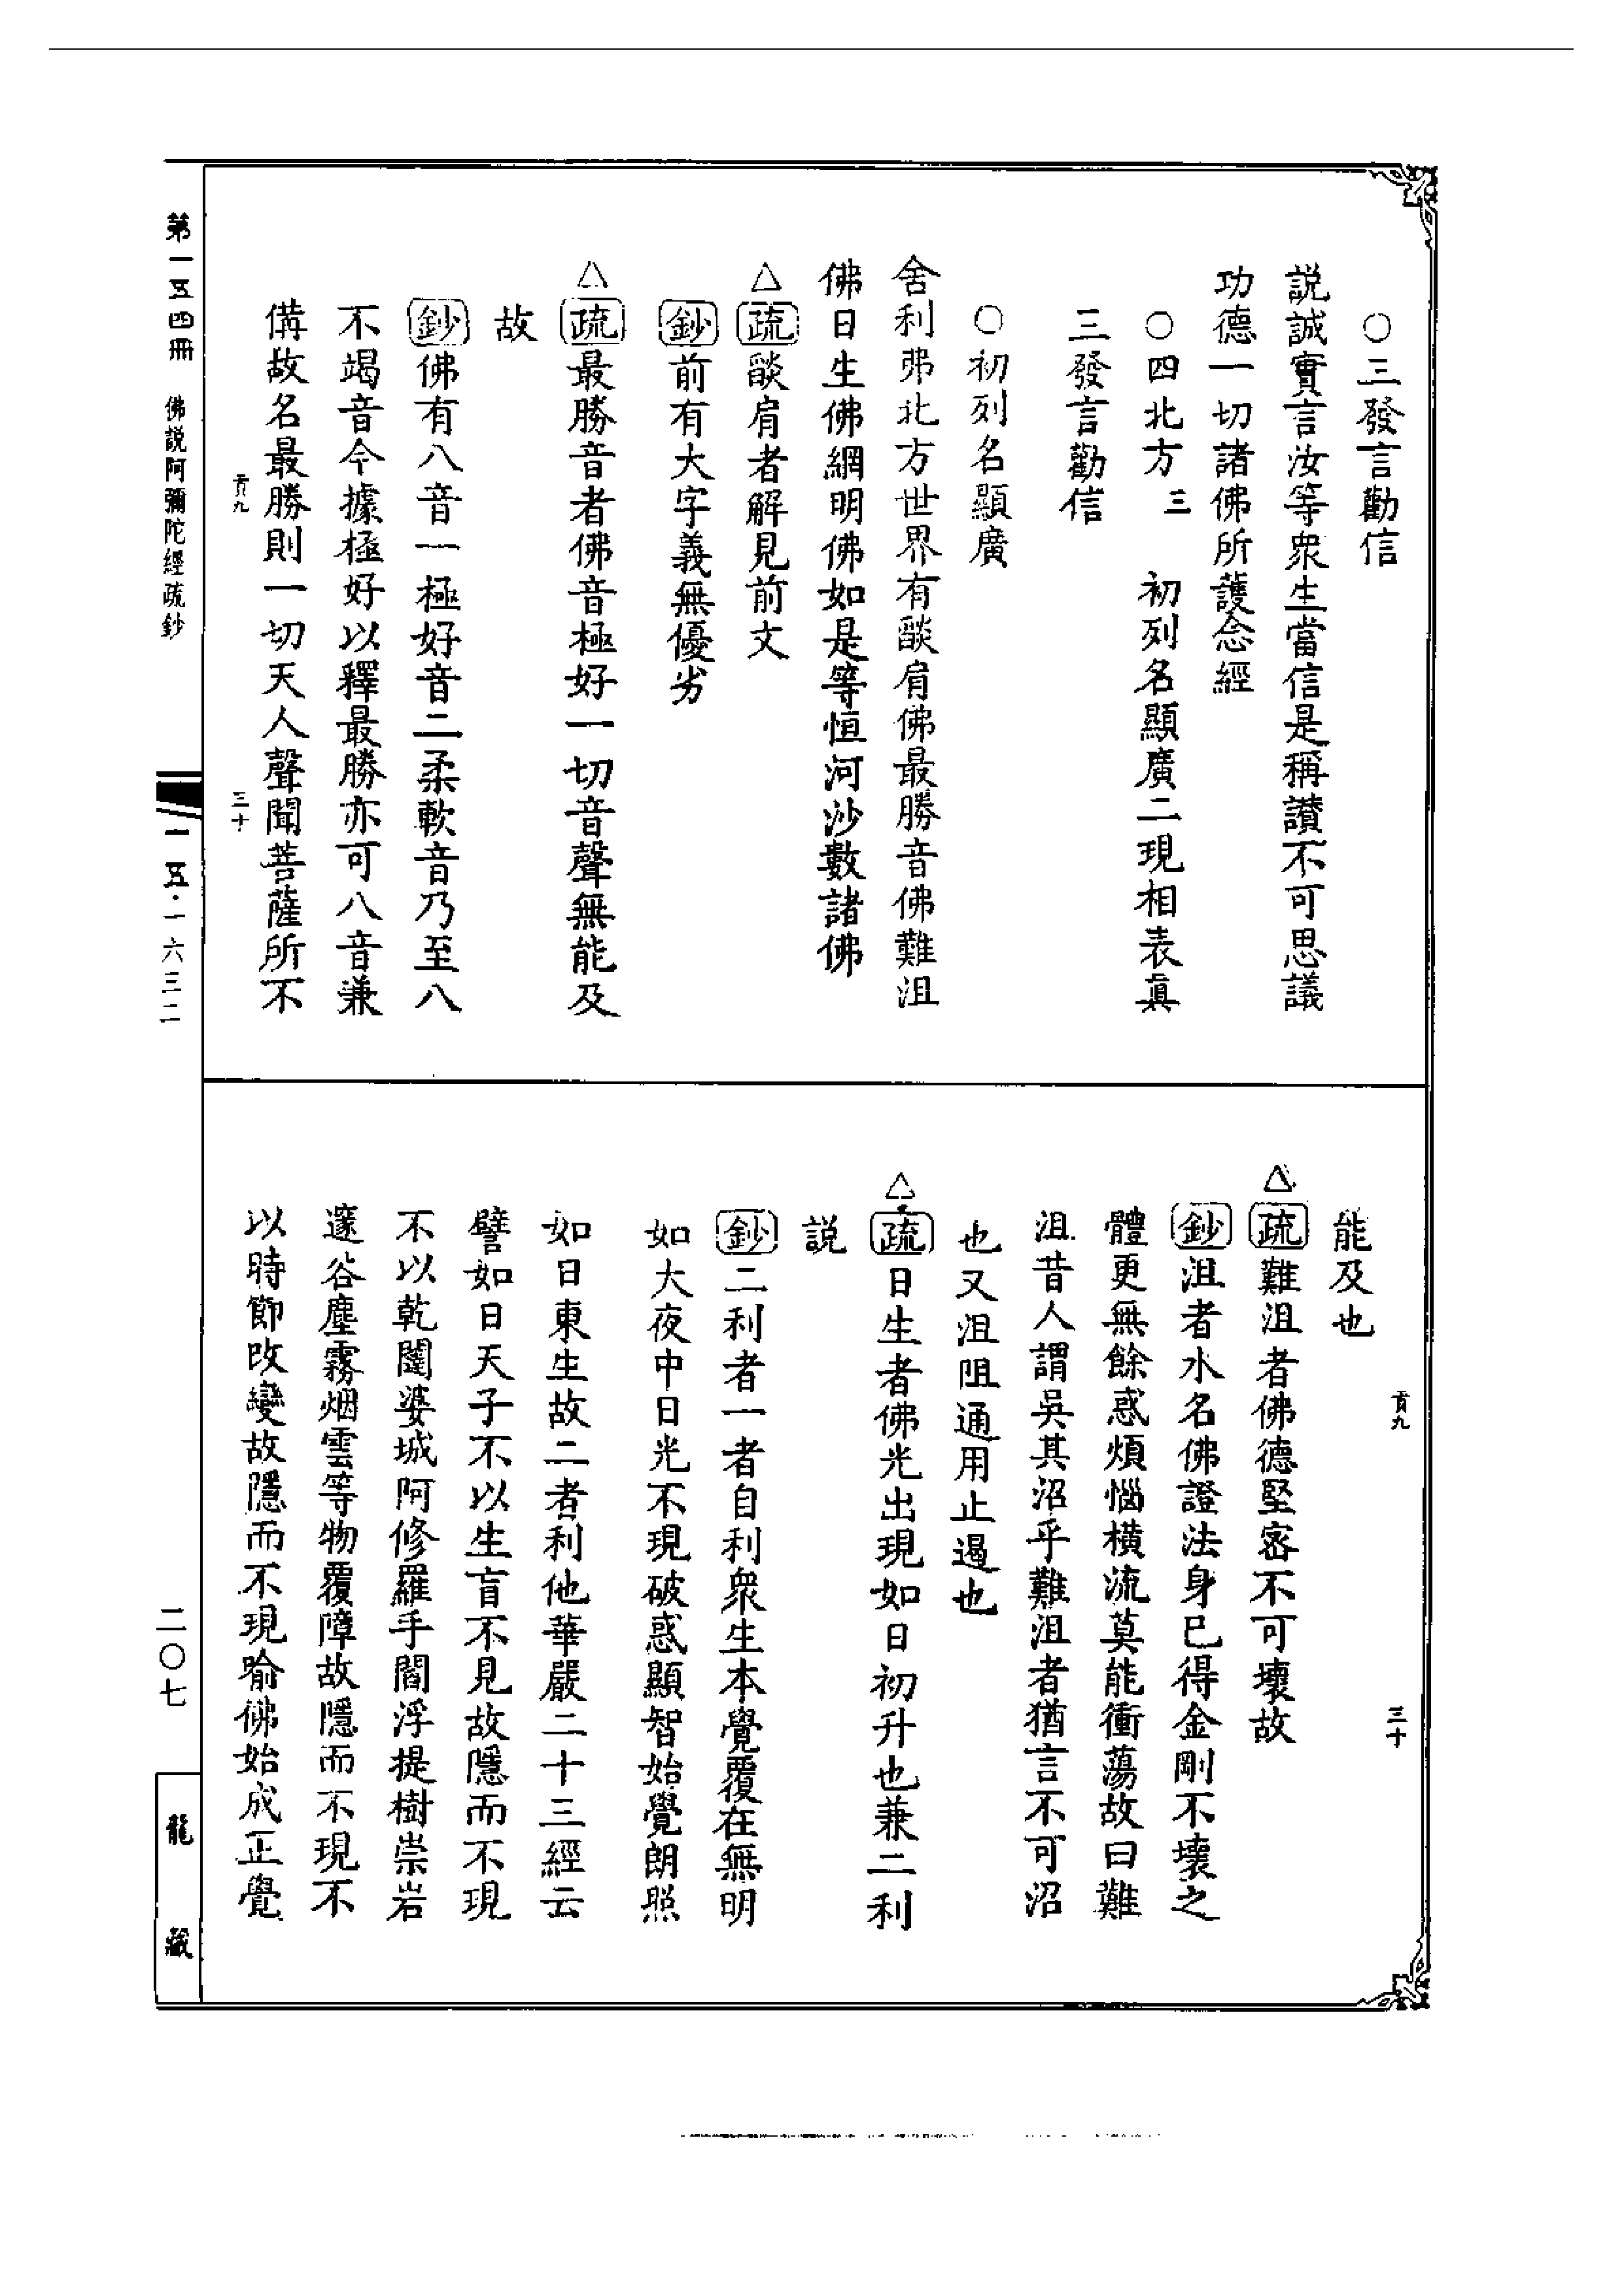 ○三發言勸信
説誠實言汝等衆生當信是稱讃不可思議
功德一切諸佛所護念經
○四北方三　初列名顯廣二現相表眞
三發言勸信
○初列名顯廣
舍利弗北方世界有燄肩佛最勝音佛難沮
佛日生佛網明佛如是等恒河沙數諸佛
△疏燄肩者解見前文
鈔前有大字義無優劣
△疏最勝音者佛音極好一切音聲無能及
故
鈔佛有八音一極好音二柔軟音乃至八
不竭音今據極好以釋最勝亦可八音兼
備故名最勝則一切天人聲聞菩薩所不
貢九　三十
能及也
貢九　三十
△疏難沮者佛德堅密不可壞故
鈔沮者水名佛證法身已得金剛不壞之
體更無餘惑煩惱橫流莫能衝蕩故曰難
沮昔人謂吳其沼乎難沮者猶言不可沼
也又沮阻通用止遏也
△疏日生者佛光出現如日初升也兼二利
説
鈔二利者一者自利衆生本覺覆在無明
如大夜中日光不現破惑顯智始覺朗照
如日東生故二者利他華嚴二十三經云
譬如日天子不以生盲不見故隱而不現
不以乾闥婆城阿修羅手閻浮提樹崇岩
邃谷塵霧烟雲等物覆障故隱而不現不
以時節改變故隱而不現喻佛始成正覺
第一五四冊　佛説阿彌陀經疏鈔
一五·一六三二
二〇七
龍藏